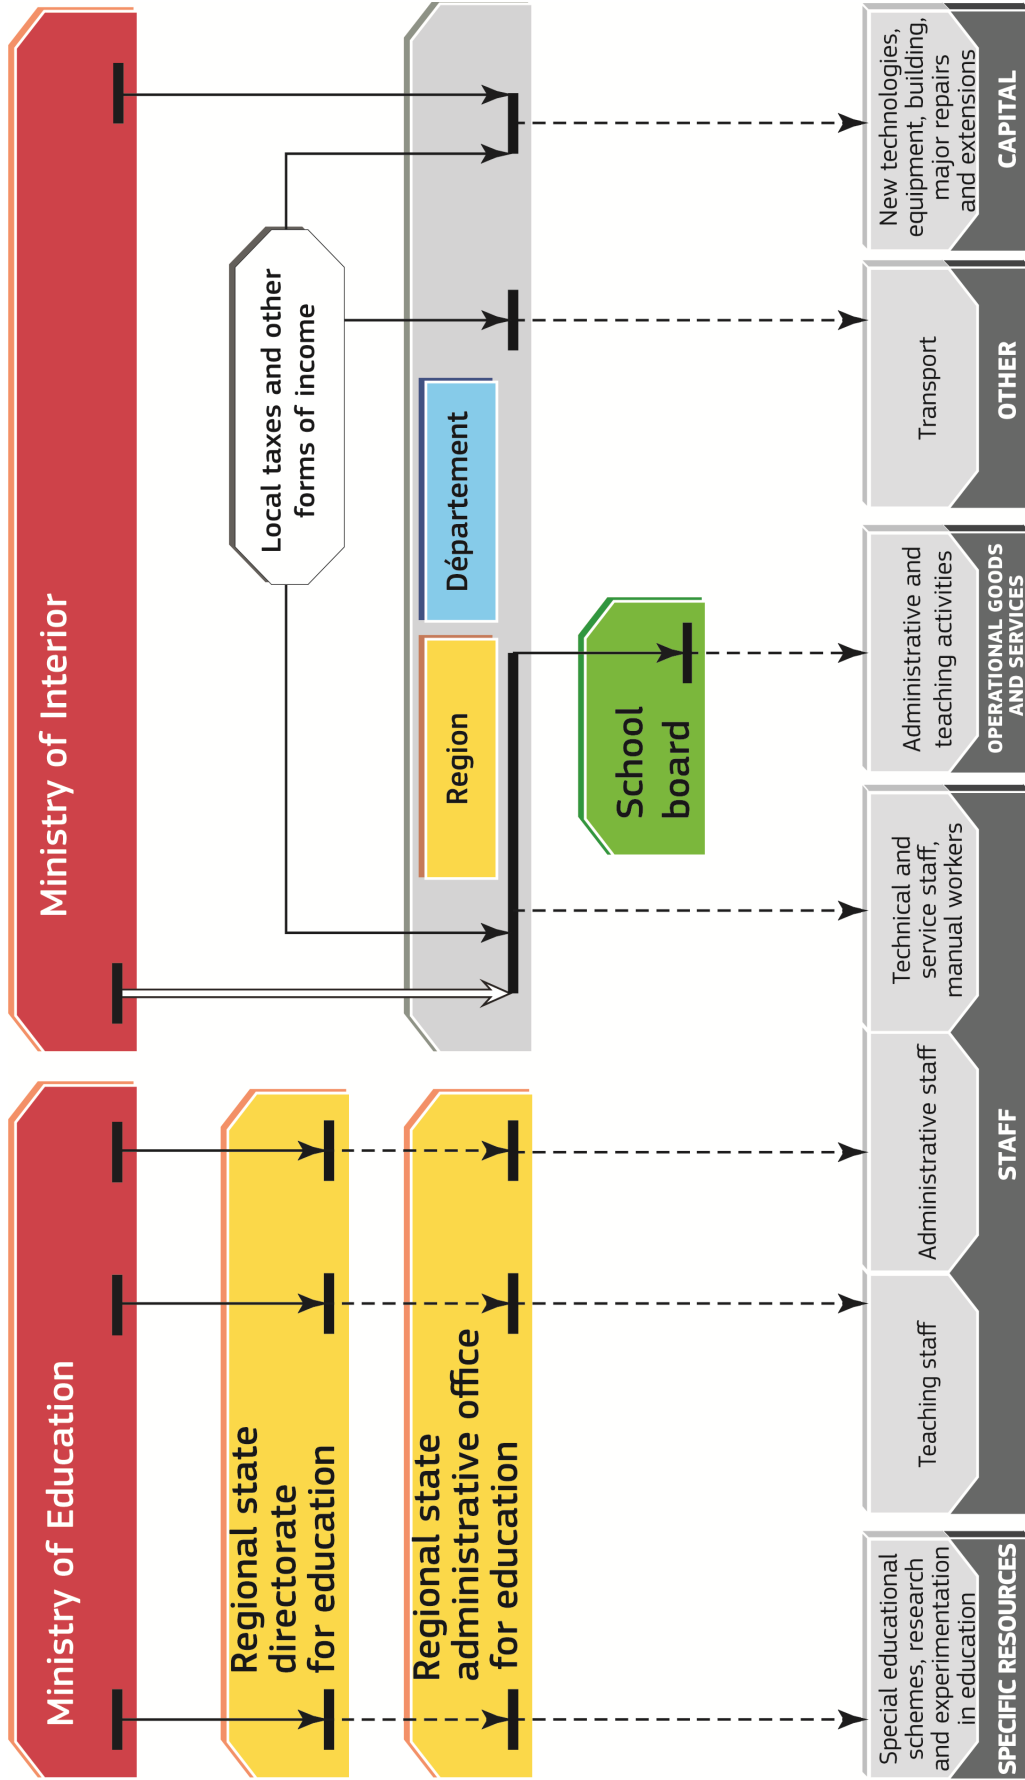 Ministry of Education
Ministry of Interior
Regional state
directorate
for education
Local taxes and other
forms of income
Regional state
administrative office
for education
Region
Département
School
board
Special educational
schemes, research
and experimentation
in education
Teaching staff
Administrative staff
Technical and
service staff,
manual workers
Administrative and
teaching activities
Transport
New technologies,
equipment, building,
major repairs
and extensions
SPECIFIC RESOURCES
STAFF
OPERATIONAL GOODS
AND SERVICES
OTHER
CAPITAL